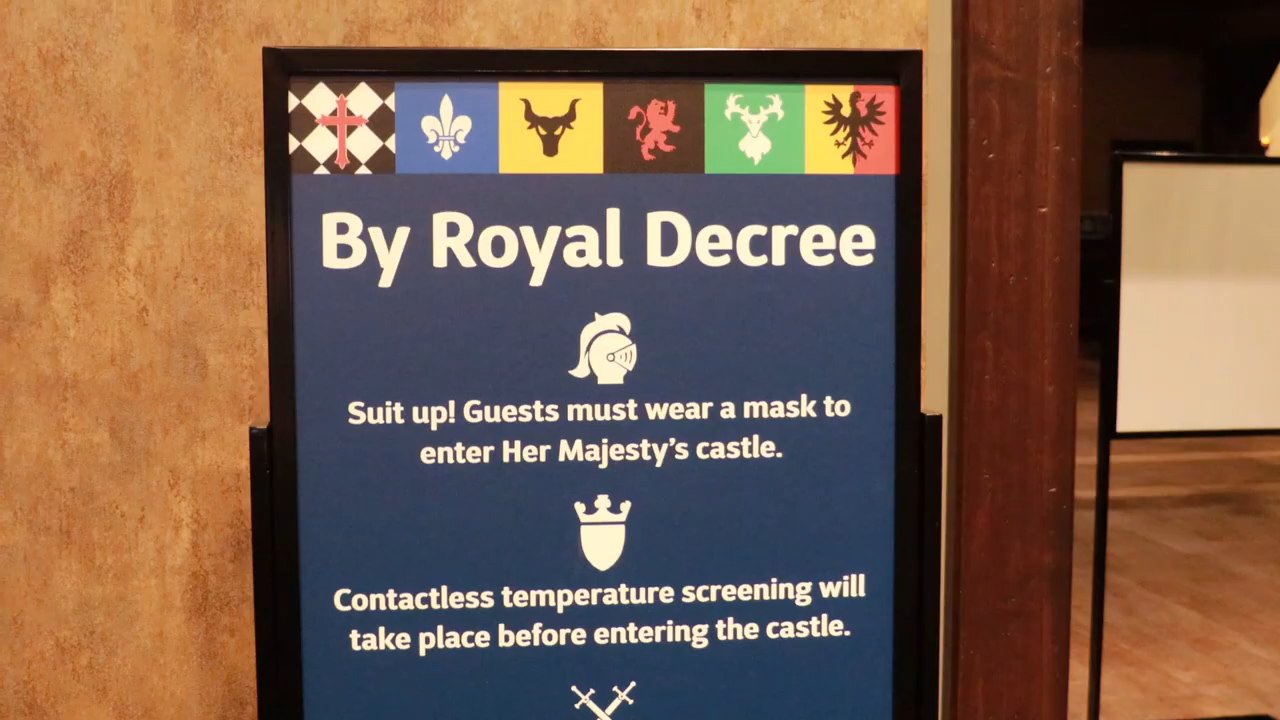 By Royal Decree
Suit up! Guests must wear a mask to
enter Her Majesty's castle.
Contactless temperature screening will
take place before entering the castle.